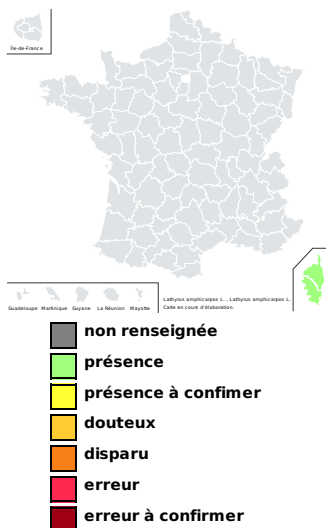 Île-de-France
Guadeloupe Martinique Guyane La Réunion Mayotte
Lathyrus amphicarpos L. , Lathyrus amphicarpos L.
Carte en cours d'élaboration.
non renseignée
présence
présence à confimer
douteux
disparu
erreur
erreur à confirmer